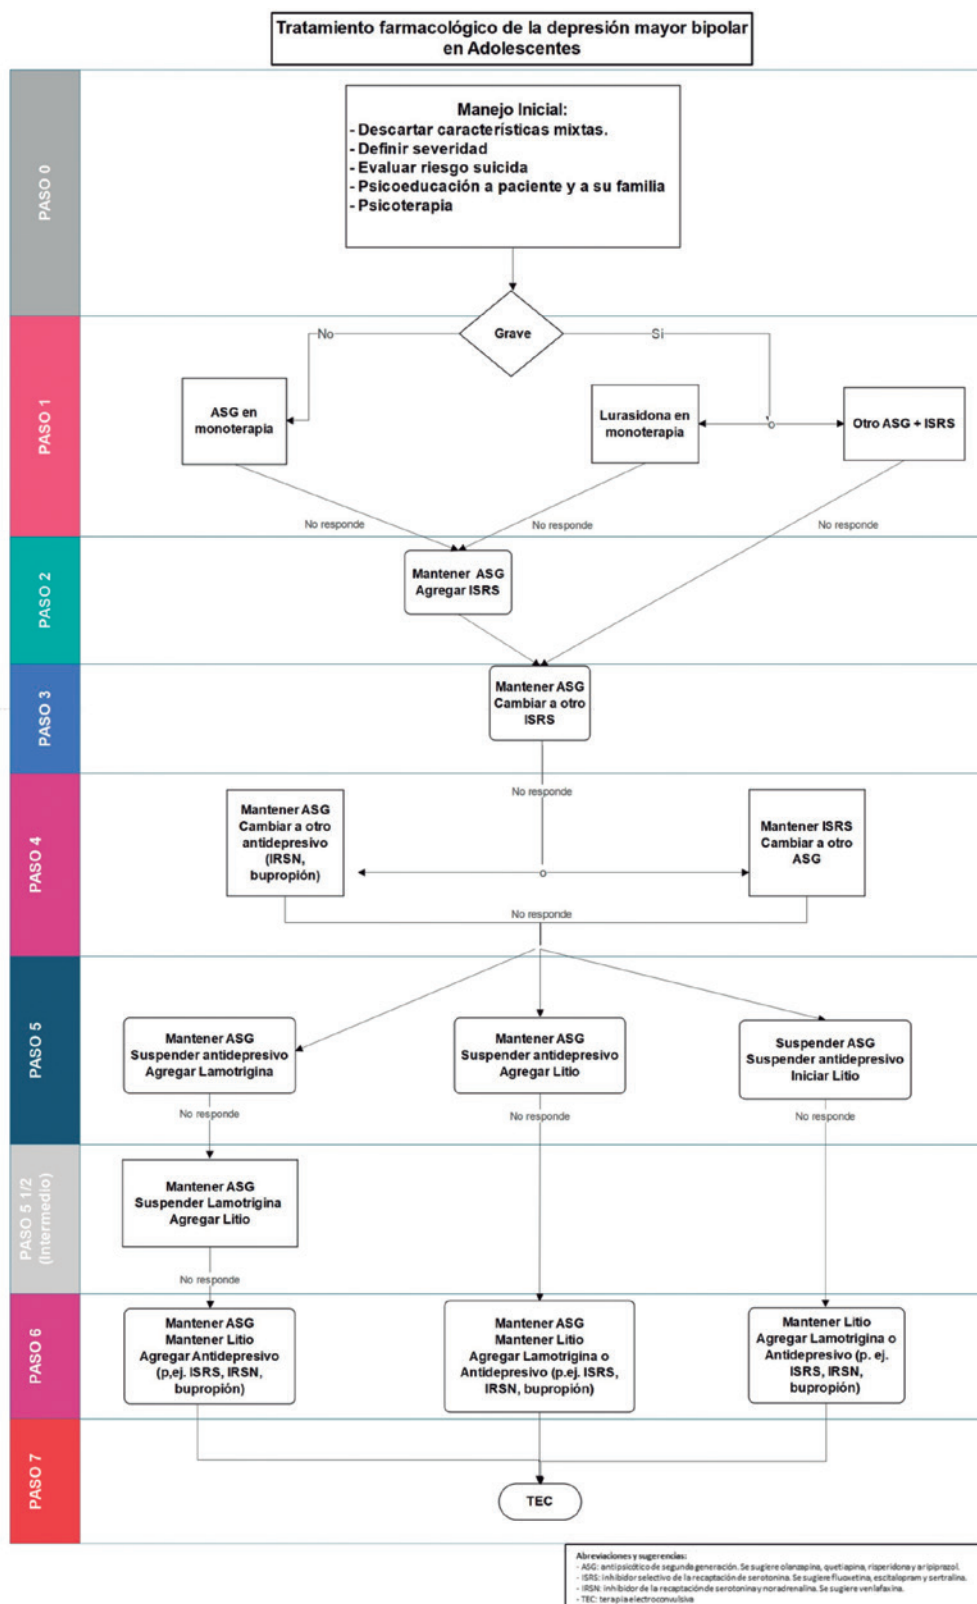 Tratamiento farmacológico de la depresión mayor bipolar
en Adolescentes
PASO 0
Manejo Inicial:
- Descartar características mixtas.
- Definir severidad
- Evaluar riesgo suicida
- Psicoeducación a paciente y a su familia
- Psicoterapia
PASO 1
Grave
No
Sí
ASG en
monoterapia
Lurasidona en
monoterapia
o
Otro ASG + ISRS
No responde
No responde
No responde
PASO 2
Mantener ASG
Agregar ISRS
PASO 3
Mantener ASG
Cambiar a otro
ISRS
No responde
PASO 4
Mantener ASG
Cambiar a otro
antidepresivo
(IRSN,
bupropión)
o
Mantener ISRS
Cambiar a otro
ASG
No responde
PASO 5
Mantener ASG
Suspender antidepresivo
Agregar Lamotrigina
Mantener ASG
Suspender antidepresivo
Agregar Litio
Suspender ASG
Suspender antidepresivo
Iniciar Litio
No responde
No responde
No responde
PASO 5 1/2
(Intermedio)
Mantener ASG
Suspender Lamotrigina
Agregar Litio
No responde
PASO 6
Mantener ASG
Mantener Litio
Agregar Antidepresivo
(p,ej. ISRS, IRSN,
bupropión)
Mantener ASG
Mantener Litio
Agregar Lamotrigina o
Antidepresivo (p.ej. ISRS,
IRSN, bupropión)
Mantener Litio
Agregar Lamotrigina o
Antidepresivo (p. ej.
ISRS, IRSN,
bupropión)
PASO 7
TEC
Abreviaciones y sugerencias:
- ASG: antipsicótico de segunda generación. Se sugiere olanzapina, quetiapina, risperidona y aripiprazol.
- ISRS: inhibidor selectivo de la recaptación de serotonina. Se sugiere fluoxetina, escitalopram y sertralina.
- IRSN: inhibidor de la recaptación de serotonina y noradrenalina. Se sugiere venlafaxina.
- TEC: terapia electroconvulsiva